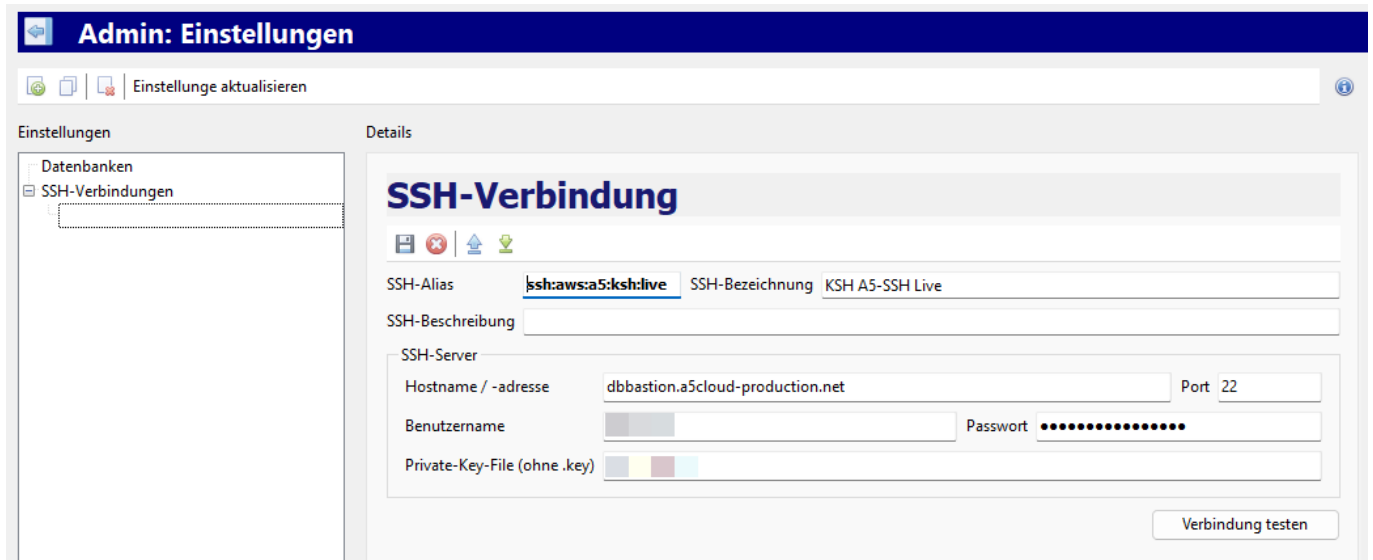 Admin: Einstellungen
Einstellunge aktualisieren
Einstellungen
Details
Datenbanken
SSH-Verbindungen
SSH-Verbindung
SSH-Alias ssh:aws:a5:ksh:live SSH-Bezeichnung KSH A5-SSH Live
SSH-Beschreibung
SSH-Server
Hostname / -adresse dbbastion.a5cloud-production.net Port 22
Benutzername Passwort ●●●●●●●●●●●●●●●●
Private-Key-File (ohne .key)
Verbindung testen